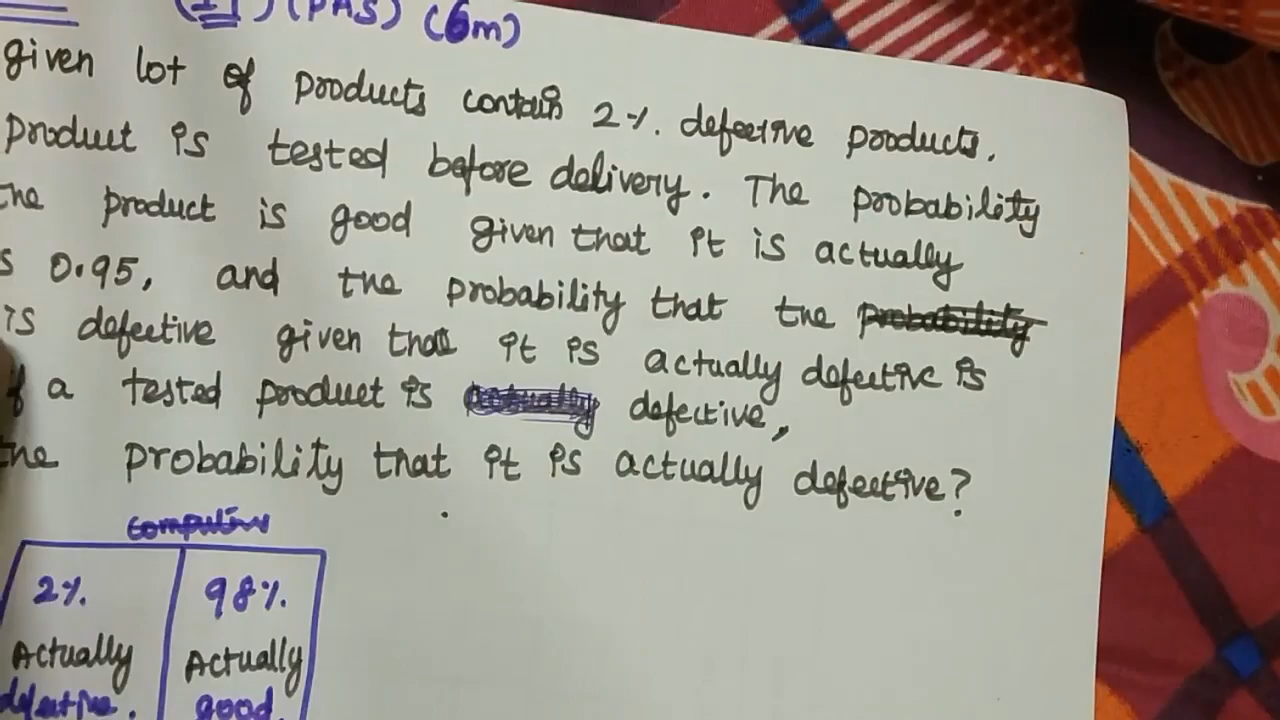 (PAS) (6m)
given lot of products contain 2%. defective products.
product is tested before delivery. The probability
the product is good given that it is actually
s 0.95, and the probability that the probability
is defective given that it is actually defective is
f a tested product is defective,
the probability that it is actually defective?
2%. 98%.
Actually Actually
defective. good.